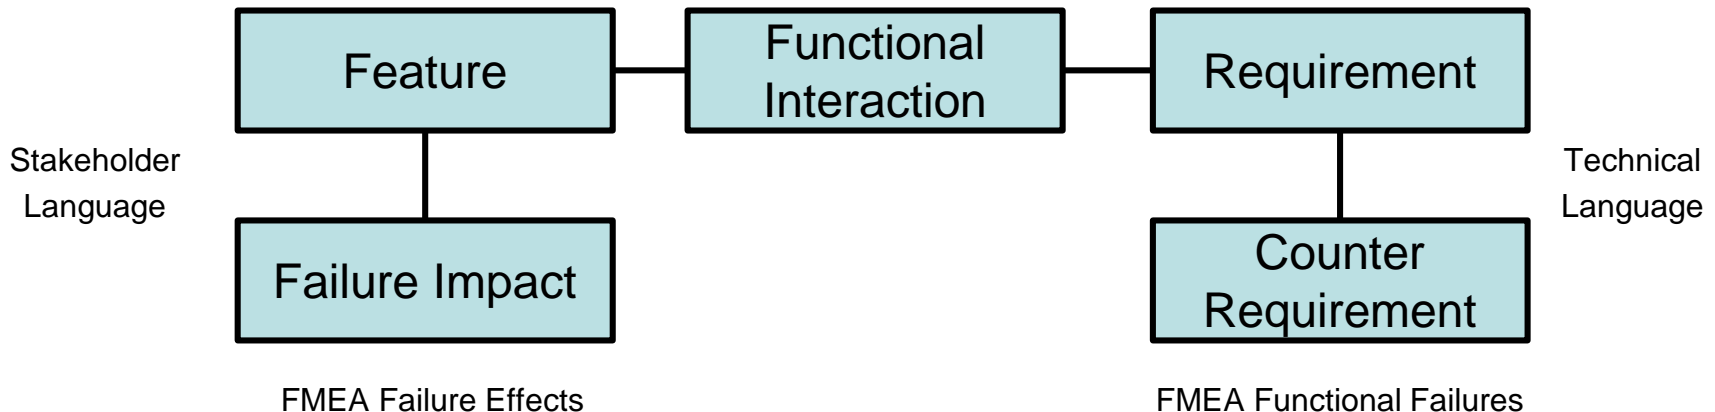 Feature
Functional
Interaction
Requirement
Stakeholder
Language
Technical
Language
Failure Impact
Counter
Requirement
FMEA Failure Effects
FMEA Functional Failures